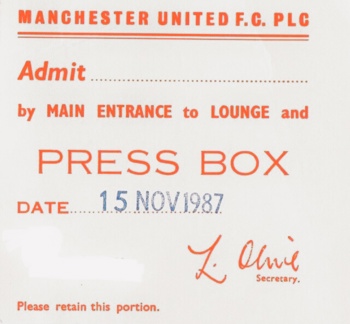 MANCHESTER UNITED F.C. PLC
Admit
by MAIN ENTRANCE to LOUNGE and
PRESS BOX
DATE 15 NOV 1987
L. Olive
Secretary.
Please retain this portion.